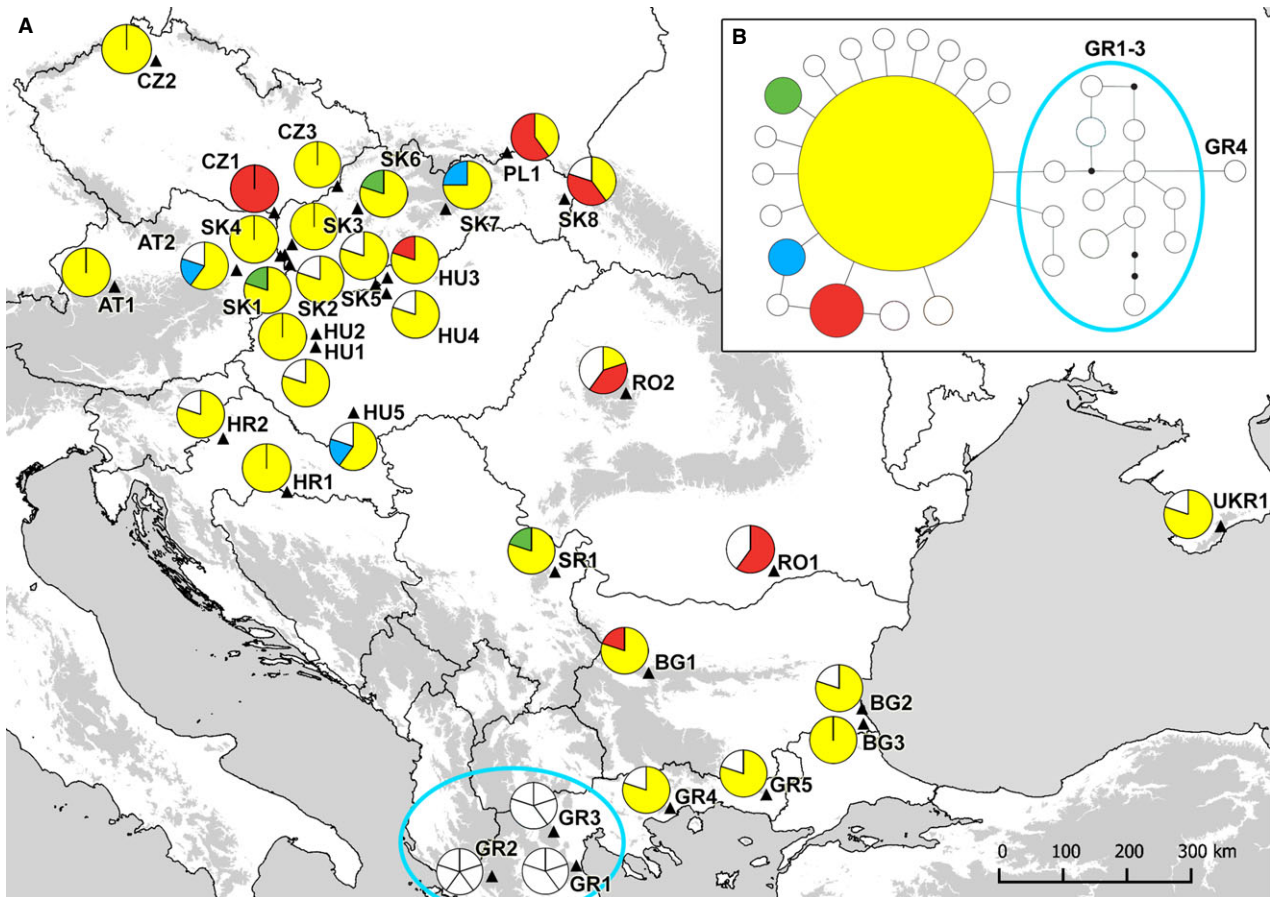 A
B
GR1-3
GR4
CZ2
CZ3
CZ1
SK6
PL1
SK4
SK3
SK7
SK8
AT2
AT1
SK1
SK2
SK5
HU3
HU4
HU2
HU1
RO2
HR2
HU5
HR1
UKR1
SR1
RO1
BG1
BG2
BG3
GR5
GR4
GR3
GR2
GR1
0 100 200 300 km